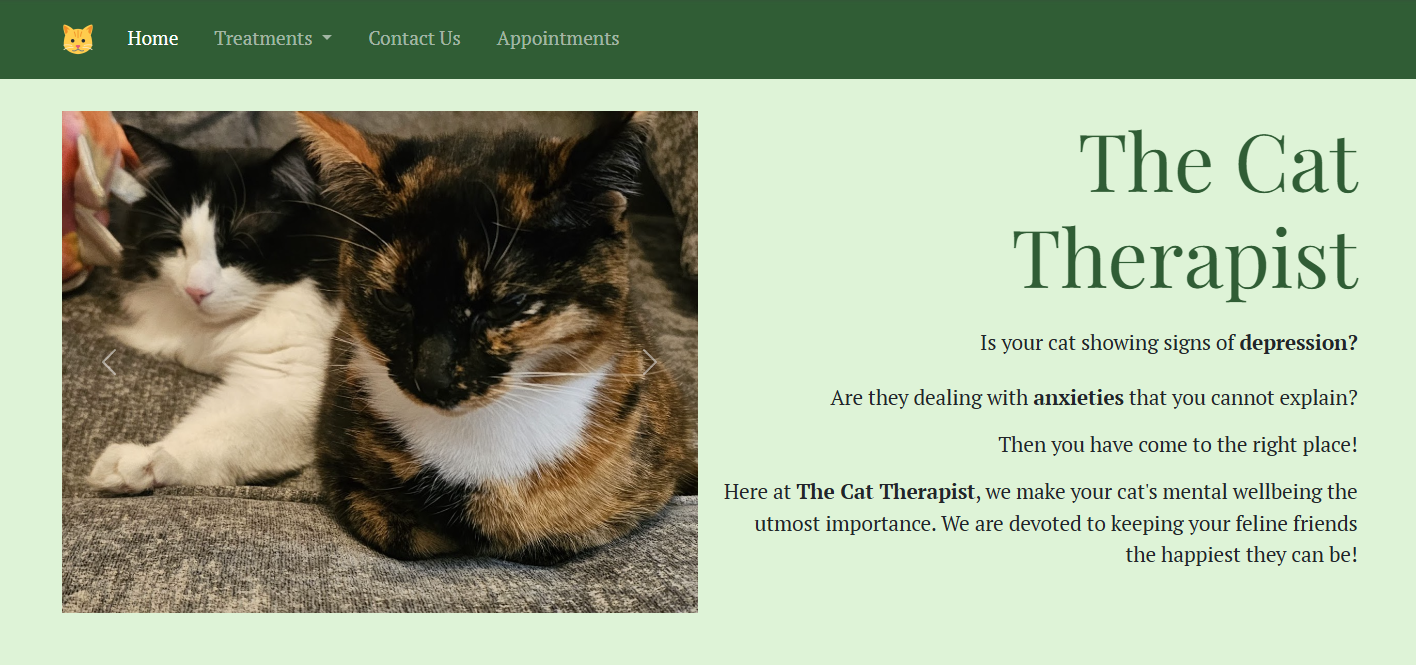 Home Treatments Contact Us Appointments
The Cat
Therapist
Is your cat showing signs of depression?
Are they dealing with anxieties that you cannot explain?
Then you have come to the right place!
Here at The Cat Therapist, we make your cat's mental wellbeing the
utmost importance. We are devoted to keeping your feline friends
the happiest they can be!